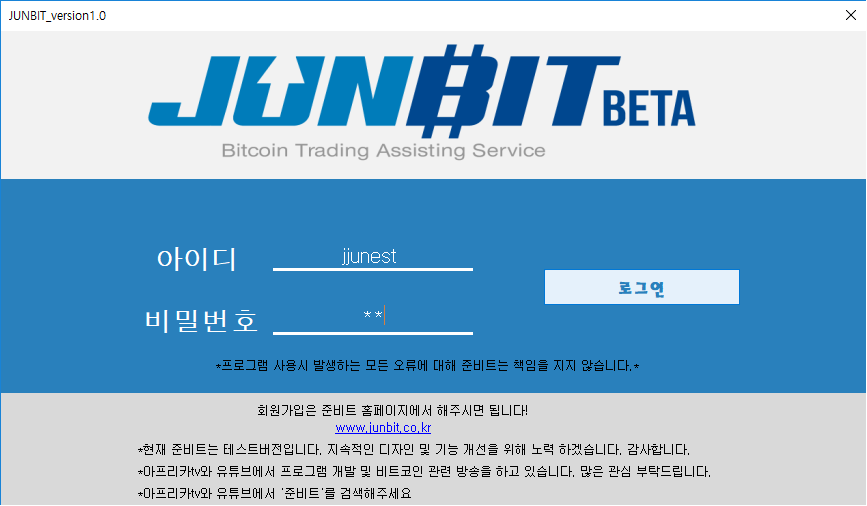 JUNBIT_version1.0
JUNBIT BETA
Bitcoin Trading Assisting Service
아이디 jjunest
로그인
비밀번호 **
*프로그램 사용시 발생하는 모든 오류에 대해 준비트는 책임을 지지 않습니다.*
회원가입은 준비트 홈페이지에서 해주시면 됩니다!
www.junbit.co.kr
*현재 준비트는 테스트버전입니다. 지속적인 디자인 및 기능 개선을 위해 노력 하겠습니다. 감사합니다.
*아프리카tv와 유튜브에서 프로그램 개발 및 비트코인 관련 방송을 하고 있습니다. 많은 관심 부탁드립니다.
*아프리카tv와 유튜브에서 '준비트'를 검색해주세요